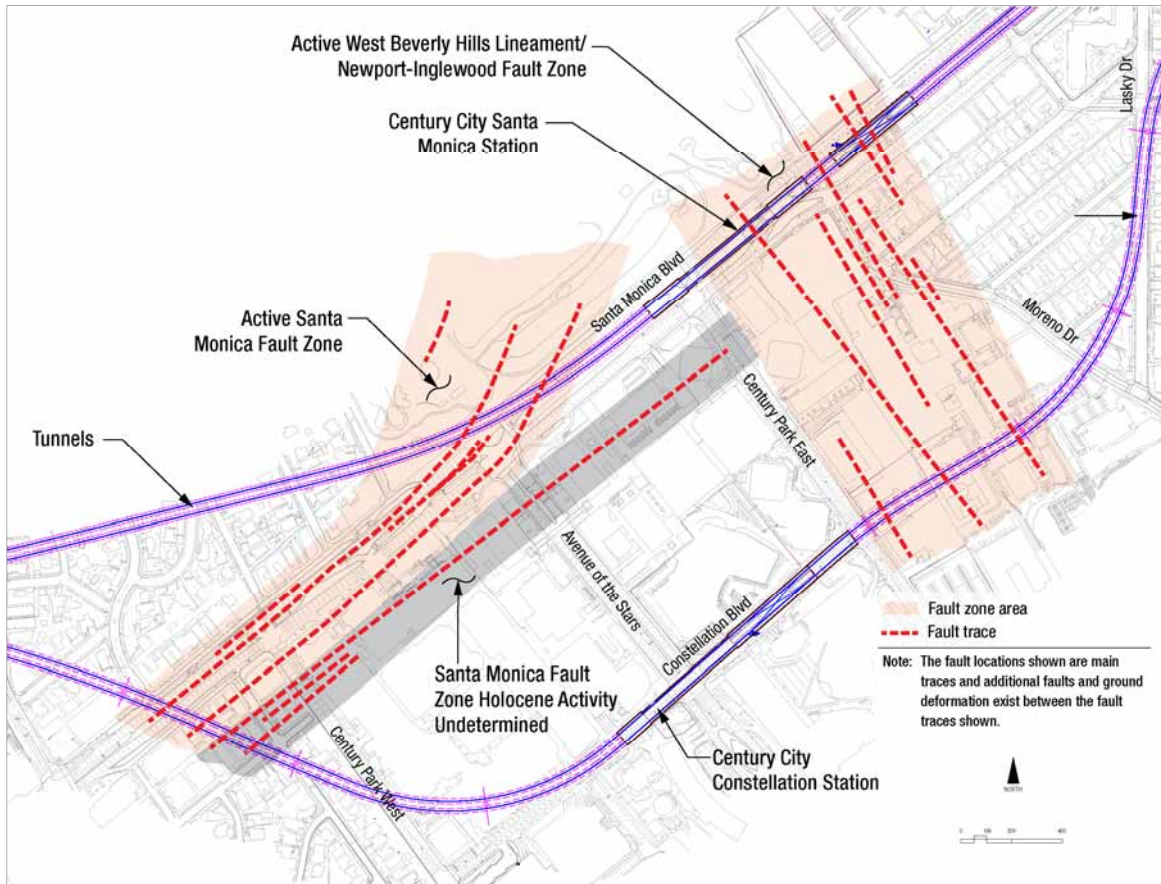 Active West Beverly Hills Lineament/
Newport-Inglewood Fault Zone
Century City Santa
Monica Station
Lasky Dr.
Santa Monica Blvd
Active Santa
Monica Fault Zone
Moreno Dr
Century Park East
Tunnels
Avenue of the Stars
Constellation Blvd
Fault zone area
Fault trace
Note: The fault locations shown are main
traces and additional faults and ground
deformation exist between the fault
traces shown.
Santa Monica Fault
Zone Holocene Activity
Undetermined
Century Park West
Century City
Constellation Station
NORTH
0 100 200 400